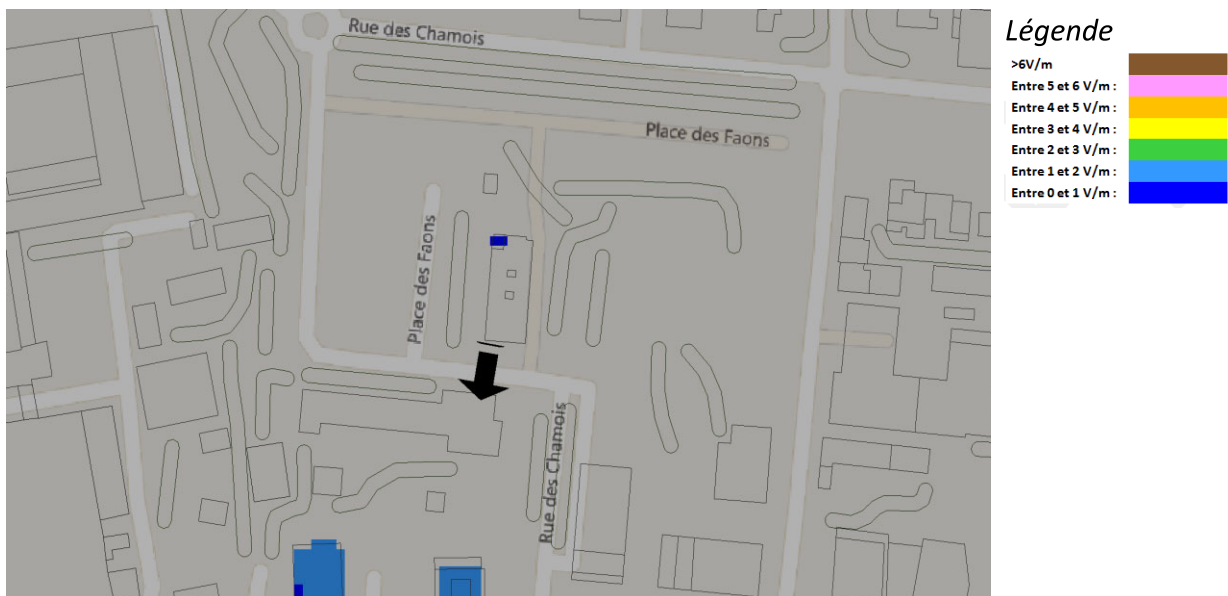 Rue des Chamois
Place des Faons
Place des Faons
Rue des Chamois
Légende
>6V/m
Entre 5 et 6 V/m :
Entre 4 et 5 V/m :
Entre 3 et 4 V/m :
Entre 2 et 3 V/m :
Entre 1 et 2 V/m :
Entre 0 et 1 V/m :